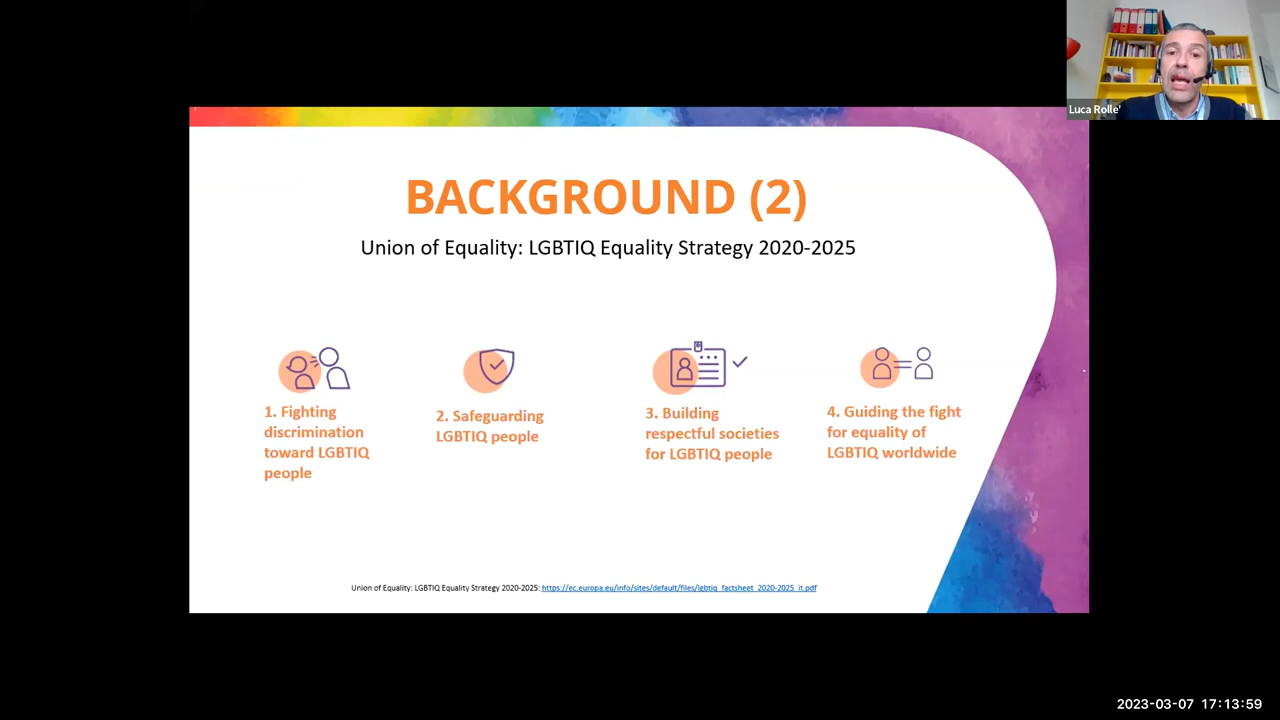 Luca Rolle'
BACKGROUND (2)
Union of Equality: LGBTIQ Equality Strategy 2020-2025
1. Fighting
discrimination
toward LGBTIQ
people
2. Safeguarding
LGBTIQ people
3. Building
respectful societies
for LGBTIQ people
4. Guiding the fight
for equality of
LGBTIQ worldwide
Union of Equality: LGBTIQ Equality Strategy 2020-2025: https://ec.europa.eu/info/sites/default/files/lgbtiq_factsheet_2020-2025_it.pdf
2023-03-07 17:13:59